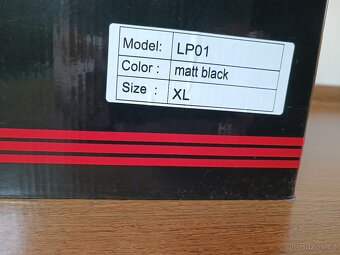 Model: LP01
Color : matt black
Size : XL